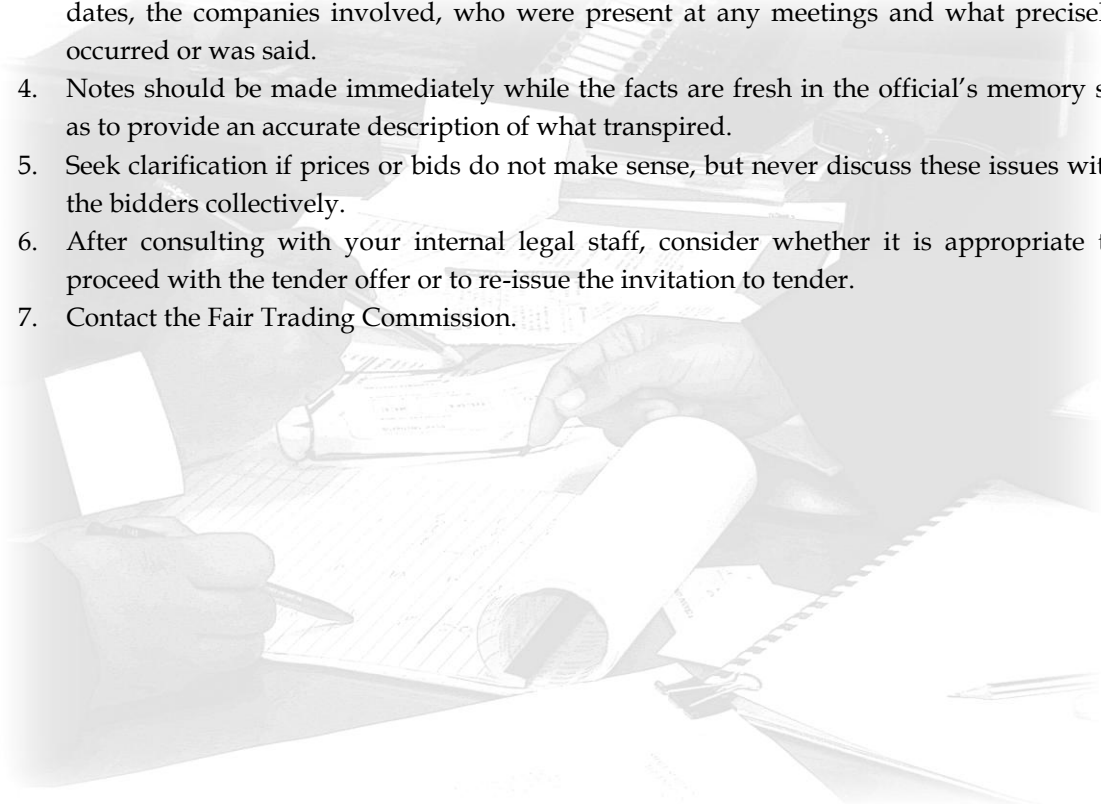 dates, the companies involved, who were present at any meetings and what precisel
occurred or was said.
4. Notes should be made immediately while the facts are fresh in the official’s memory s
as to provide an accurate description of what transpired.
5. Seek clarification if prices or bids do not make sense, but never discuss these issues wit
the bidders collectively.
6. After consulting with your internal legal staff, consider whether it is appropriate t
proceed with the tender offer or to re-issue the invitation to tender.
7. Contact the Fair Trading Commission.